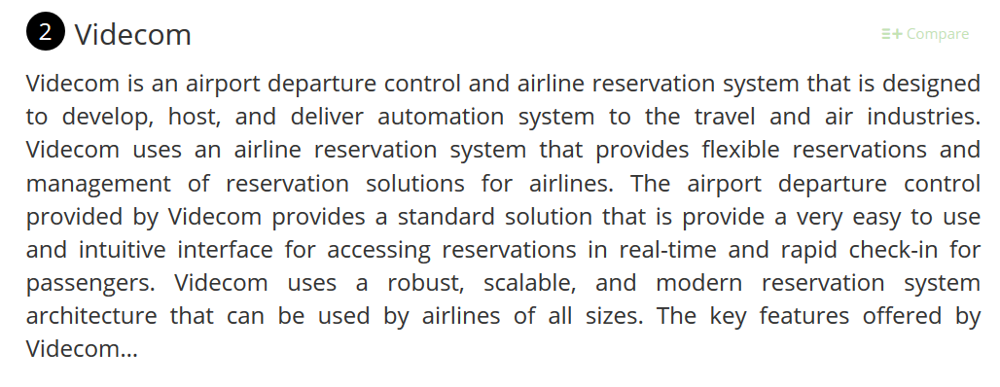 2 Videcom
Compare
Videcom is an airport departure control and airline reservation system that is designed
to develop, host, and deliver automation system to the travel and air industries.
Videcom uses an airline reservation system that provides flexible reservations and
management of reservation solutions for airlines. The airport departure control
provided by Videcom provides a standard solution that is provide a very easy to use
and intuitive interface for accessing reservations in real-time and rapid check-in for
passengers. Videcom uses a robust, scalable, and modern reservation system
architecture that can be used by airlines of all sizes. The key features offered by
Videcom...